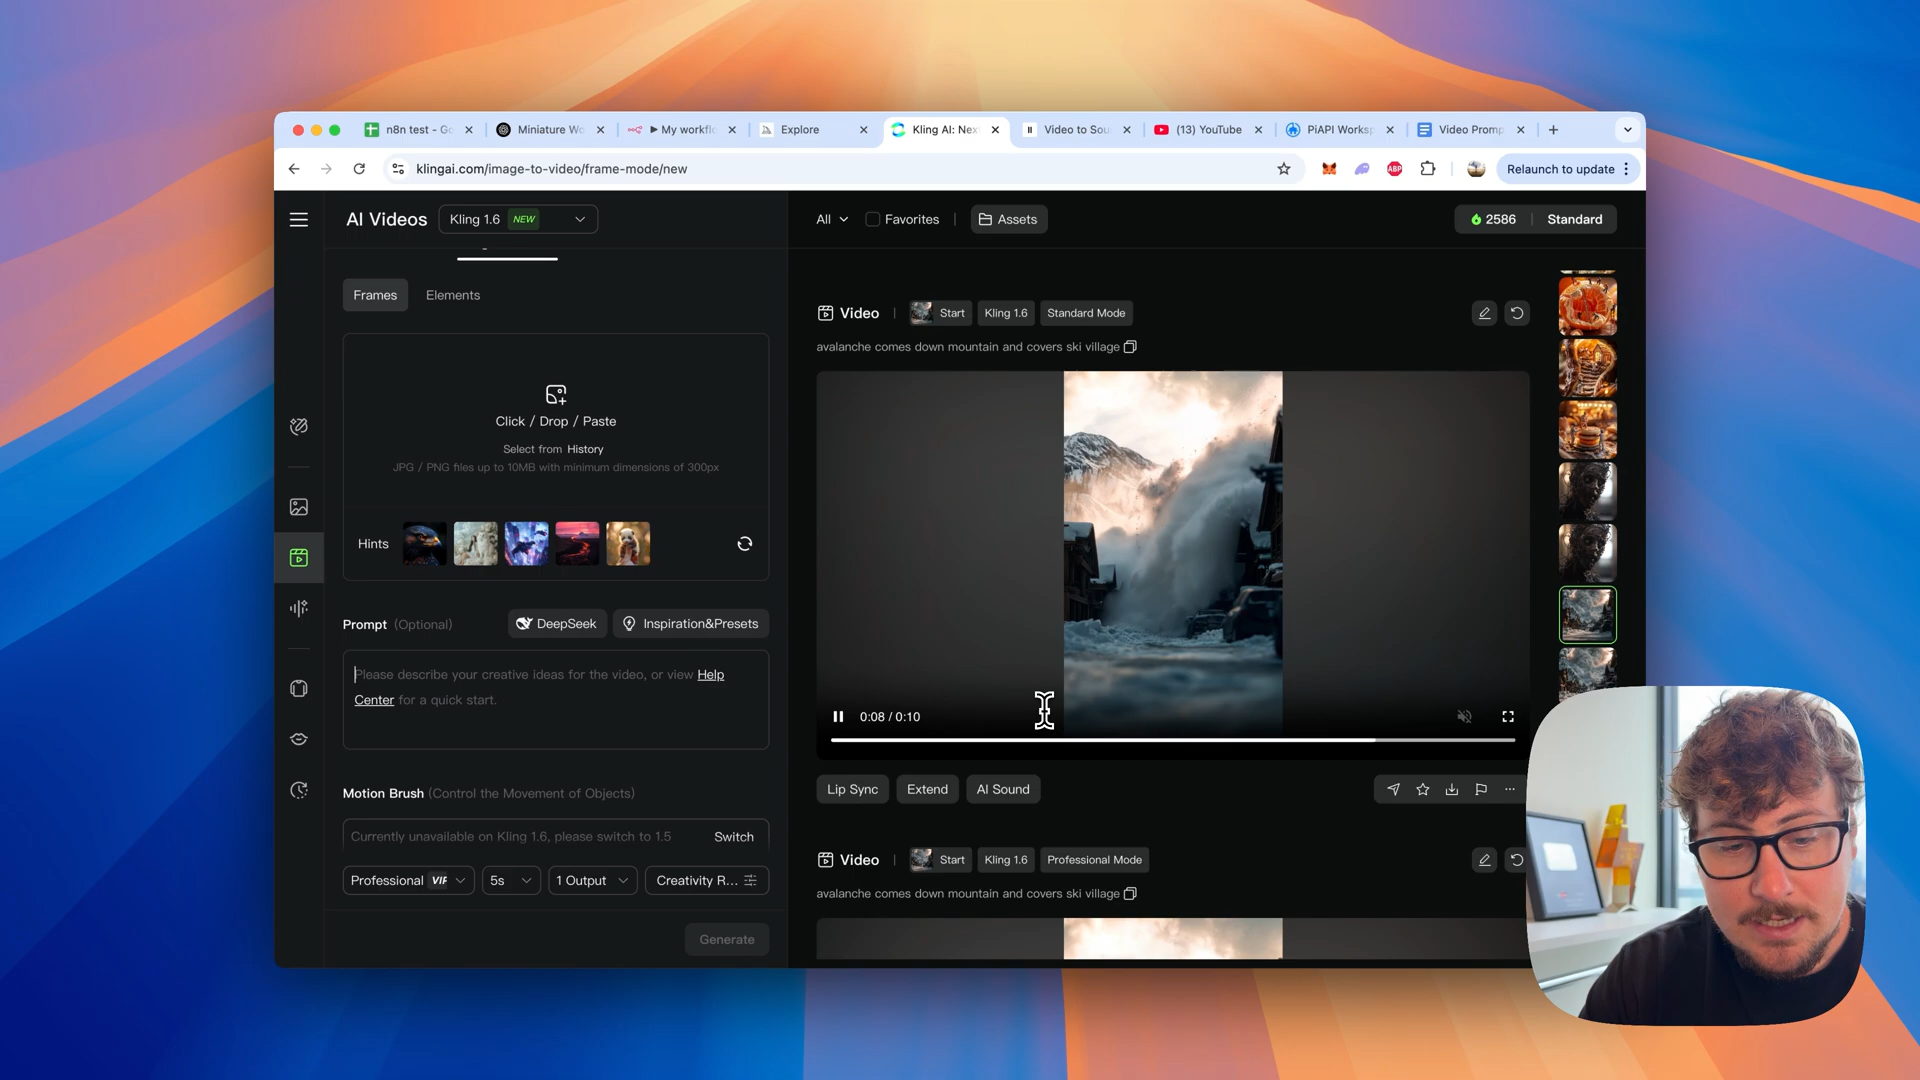 n8n test - Go
Miniature Wo
My workfl
Explore
Kling AI: Nex
Video to Sou
(13) YouTube
PiAPI Worksp
Video Promp
klingai.com/image-to-video/frame-mode/new
ABP
Relaunch to update
AI Videos
Kling 1.6 NEW
All
Favorites
Assets
2586
Standard
Frames
Elements
Click / Drop / Paste
Select from History
JPG / PNG files up to 10MB with minimum dimensions of 300px
Hints
Prompt (Optional)
DeepSeek
Inspiration&Presets
Please describe your creative ideas for the video, or view Help
Center for a quick start.
Motion Brush (Control the Movement of Objects)
Currently unavailable on Kling 1.6, please switch to 1.5
Switch
Professional VIP
5s
1 Output
Creativity R...
Generate
Video
Start
Kling 1.6
Standard Mode
avalanche comes down mountain and covers ski village
0:08 / 0:10
Lip Sync
Extend
AI Sound
Video
Start
Kling 1.6
Professional Mode
avalanche comes down mountain and covers ski village